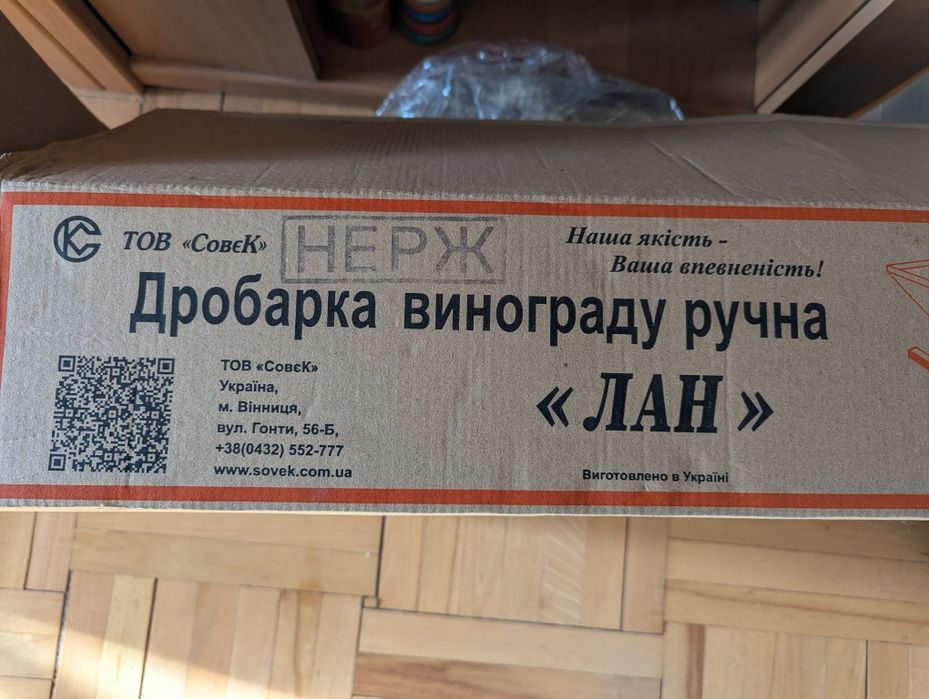 ТОВ «СовєК»
НЕРЖ
Наша якість -
Ваша впевненість!
Дробарка винограду ручна
«ЛАН»
ТОВ «СовєК»
Україна,
м. Вінниця,
вул. Гонти, 56-Б,
+38(0432) 552-777
www.sovek.com.ua
Виготовлено в Україні